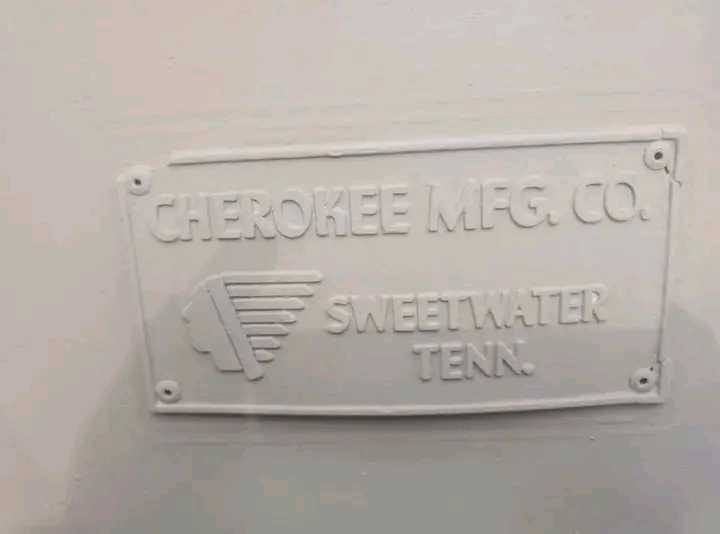 CHEROKEE MFG. CO.
SWEETWATER
TENN.